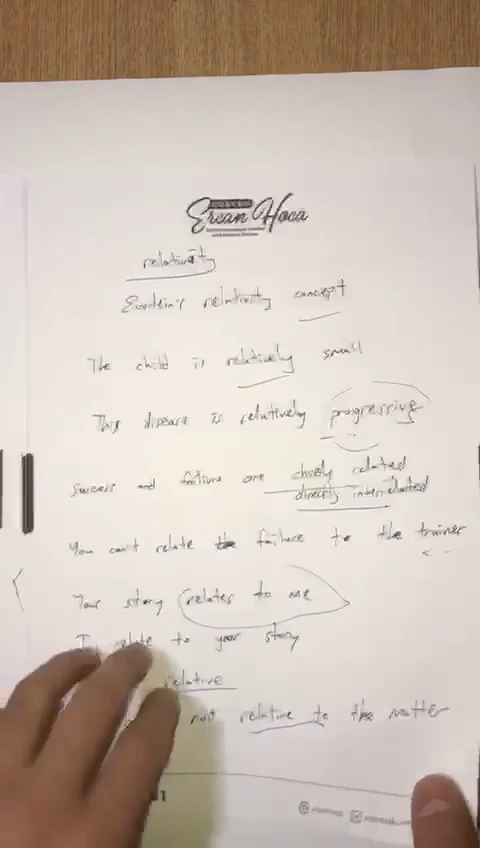 Ercan Hoca
relativity
Einstein's relativity concept
The child is relatively small
This disease is relatively progressing
Success and failure are closely related
directly interrelated
You can't relate failure to the trainer
Your story relates to me
I relate to your story
relative
not relative to the matter
1